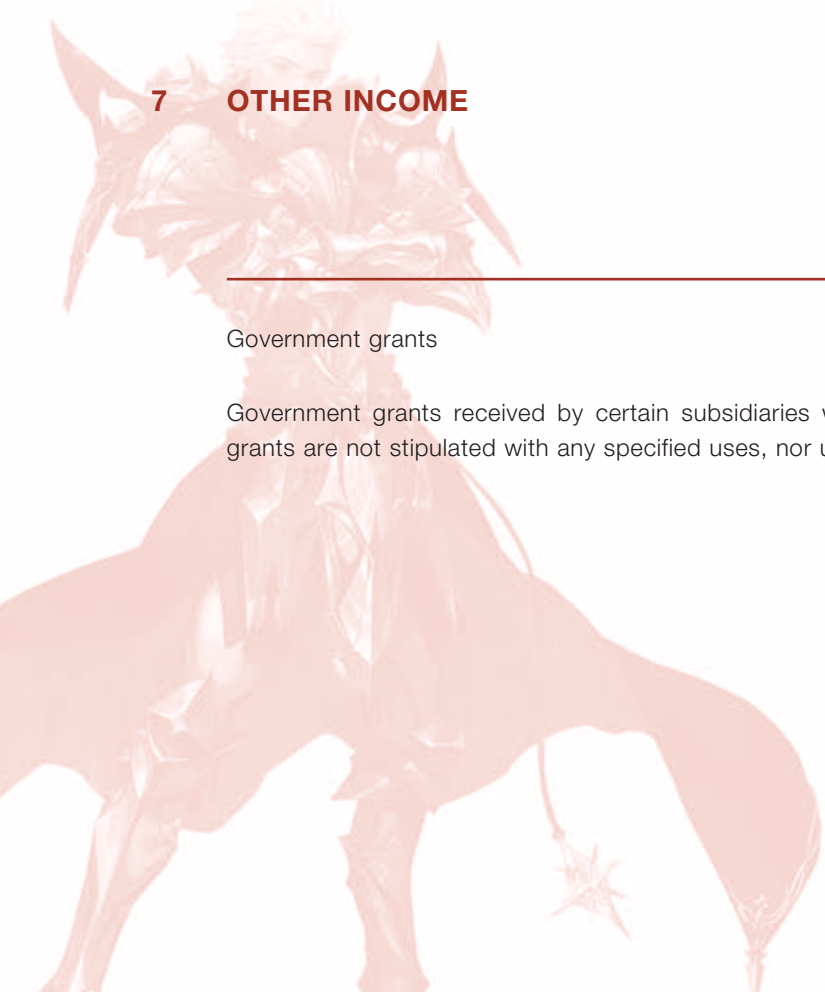 7 OTHER INCOME
Government grants
Government grants received by certain subsidiaries
grants are not stipulated with any specified uses, nor